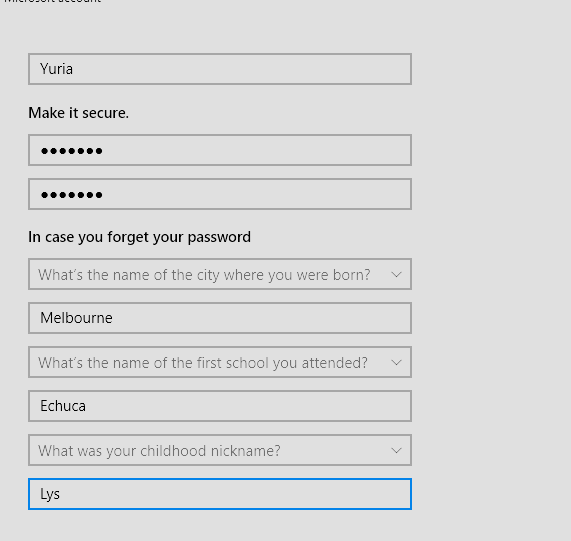 Microsoft account
Yuria
Make it secure.
●●●●●●●
●●●●●●●
In case you forget your password
What's the name of the city where you were born?
Melbourne
What's the name of the first school you attended?
Echuca
What was your childhood nickname?
Lys